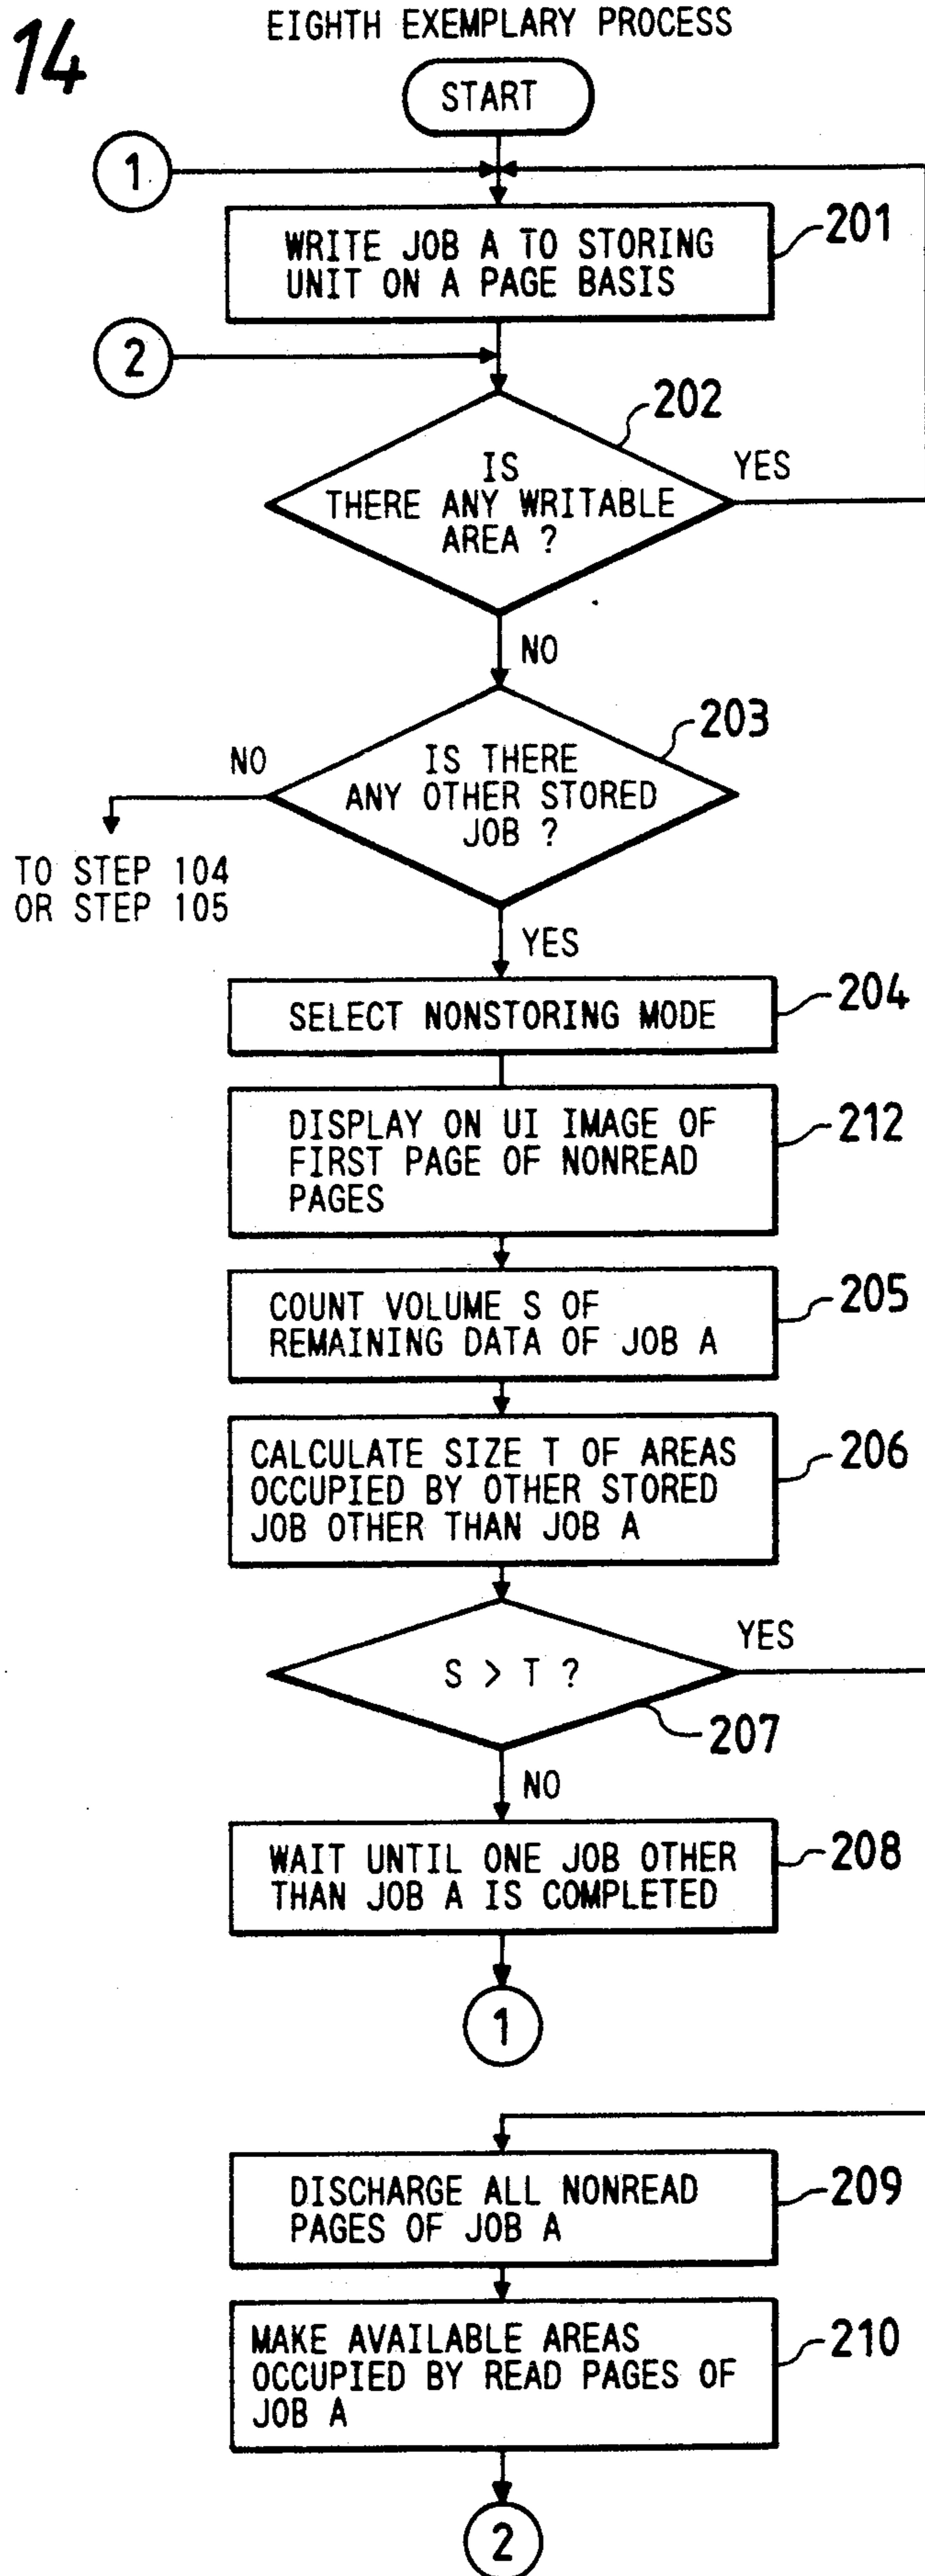 14
EIGHTH EXEMPLARY PROCESS
START
1
WRITE JOB A TO STORING
UNIT ON A PAGE BASIS
201
2
202
IS
THERE ANY WRITABLE
AREA ?
YES
NO
203
IS THERE
ANY OTHER STORED
JOB ?
NO
TO STEP 104
OR STEP 105
YES
SELECT NONSTORING MODE
204
DISPLAY ON UI IMAGE OF
FIRST PAGE OF NONREAD
PAGES
212
COUNT VOLUME S OF
REMAINING DATA OF JOB A
205
CALCULATE SIZE T OF AREAS
OCCUPIED BY OTHER STORED
JOB OTHER THAN JOB A
206
S > T ?
YES
207
NO
WAIT UNTIL ONE JOB OTHER
THAN JOB A IS COMPLETED
208
1
DISCHARGE ALL NONREAD
PAGES OF JOB A
209
MAKE AVAILABLE AREAS
OCCUPIED BY READ PAGES OF
JOB A
210
2